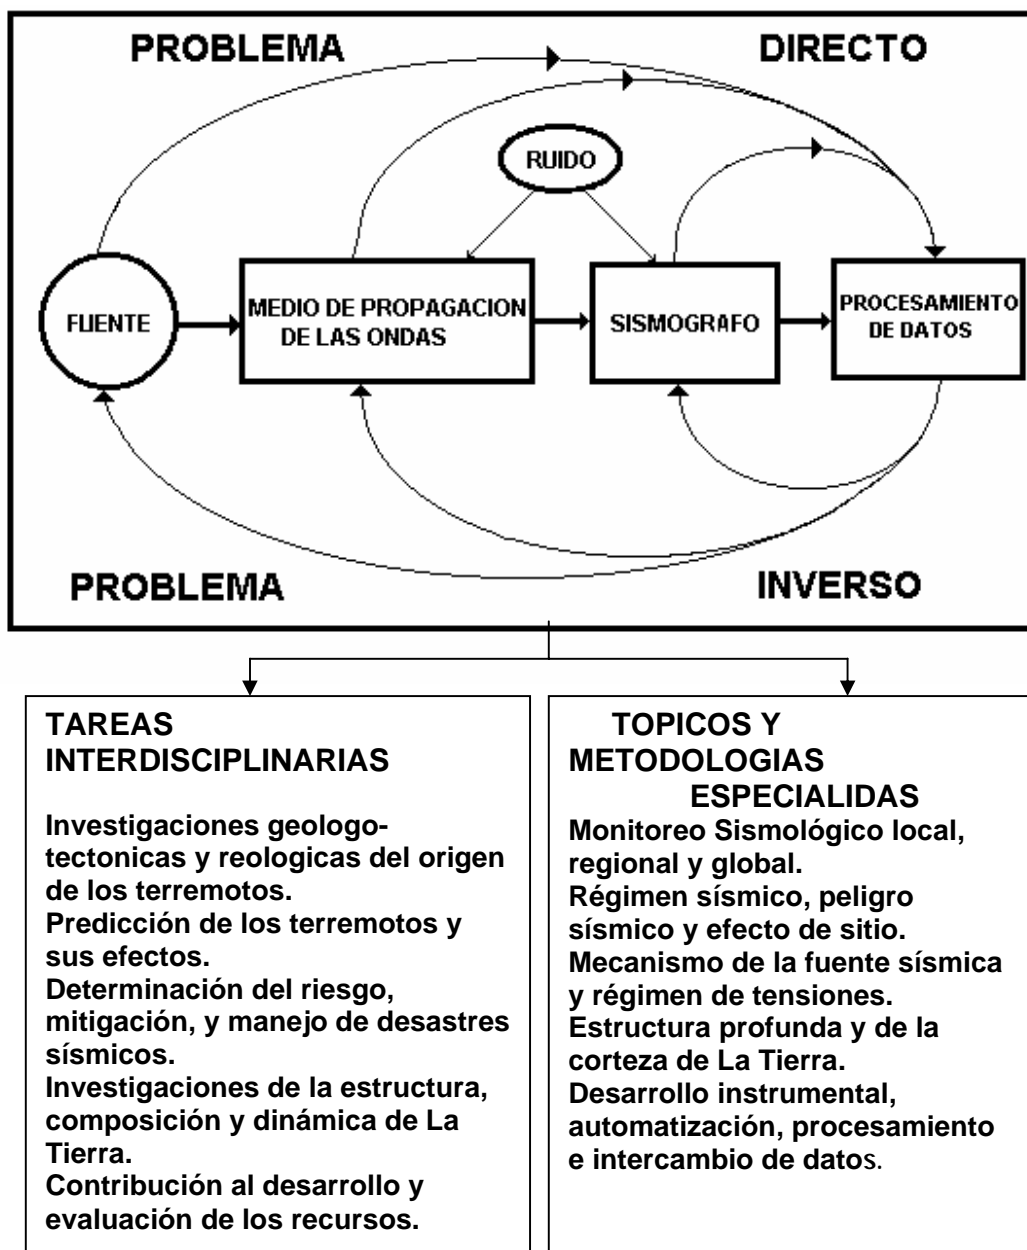 PROBLEMA DIRECTO
RUIDO
FUENTE
MEDIO DE PROPAGACION
DE LAS ONDAS
SISMOGRAFO
PROCESAMIENTO
DE DATOS
PROBLEMA INVERSO
TAREAS
INTERDISCIPLINARIAS
Investigaciones geologo-
tectonicas y reologicas del origen
de los terremotos.
Predicción de los terremotos y
sus efectos.
Determinación del riesgo,
mitigación, y manejo de desastres
sísmicos.
Investigaciones de la estructura,
composición y dinámica de La
Tierra.
Contribución al desarrollo y
evaluación de los recursos.
TOPICOS Y
METODOLOGIAS
ESPECIALIDAS
Monitoreo Sismológico local,
regional y global.
Régimen sísmico, peligro
sísmico y efecto de sitio.
Mecanismo de la fuente sísmica
y régimen de tensiones.
Estructura profunda y de la
corteza de La Tierra.
Desarrollo instrumental,
automatización, procesamiento
e intercambio de datos.